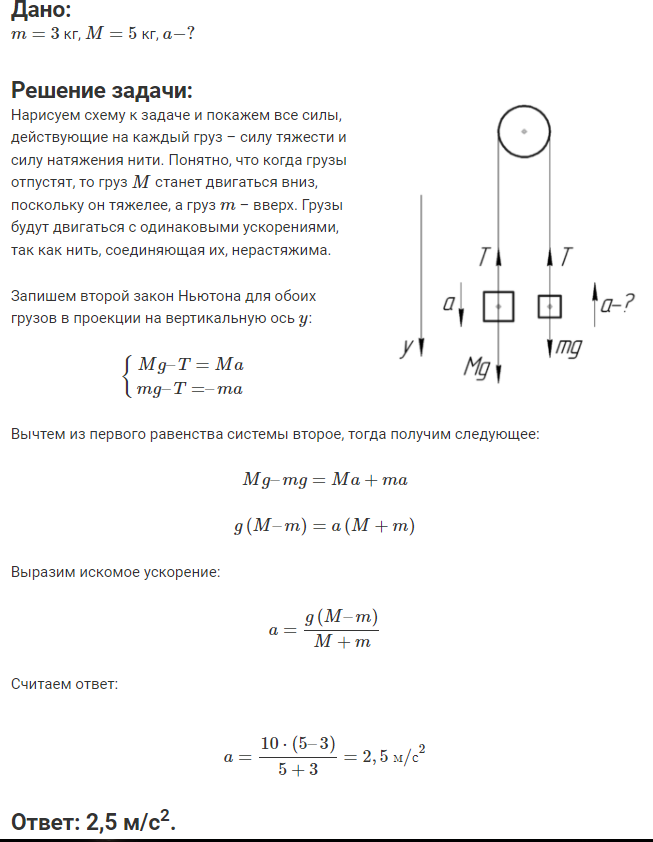 Дано:
m = 3 кг, M = 5 кг, a–?
Решение задачи:
Нарисуем схему к задаче и покажем все силы,
действующие на каждый груз – силу тяжести и
силу натяжения нити. Понятно, что когда грузы
отпустят, то груз M станет двигаться вниз,
поскольку он тяжелее, а груз m – вверх. Грузы
будут двигаться с одинаковыми ускорениями,
так как нить, соединяющая их, нерастяжима.
Запишем второй закон Ньютона для обоих
грузов в проекции на вертикальную ось y:
T
T
a
a–?
y
Mg
mg
Mg–T = Ma
mg–T =–ma
Вычтем из первого равенства системы второе, тогда получим следующее:
Mg–mg = Ma + ma
g (M–m) = a (M + m)
Выразим искомое ускорение:
a = g (M–m) / M + m
Считаем ответ:
a = 10 · (5–3) / 5 + 3 = 2,5 м/с²
Ответ: 2,5 м/с².